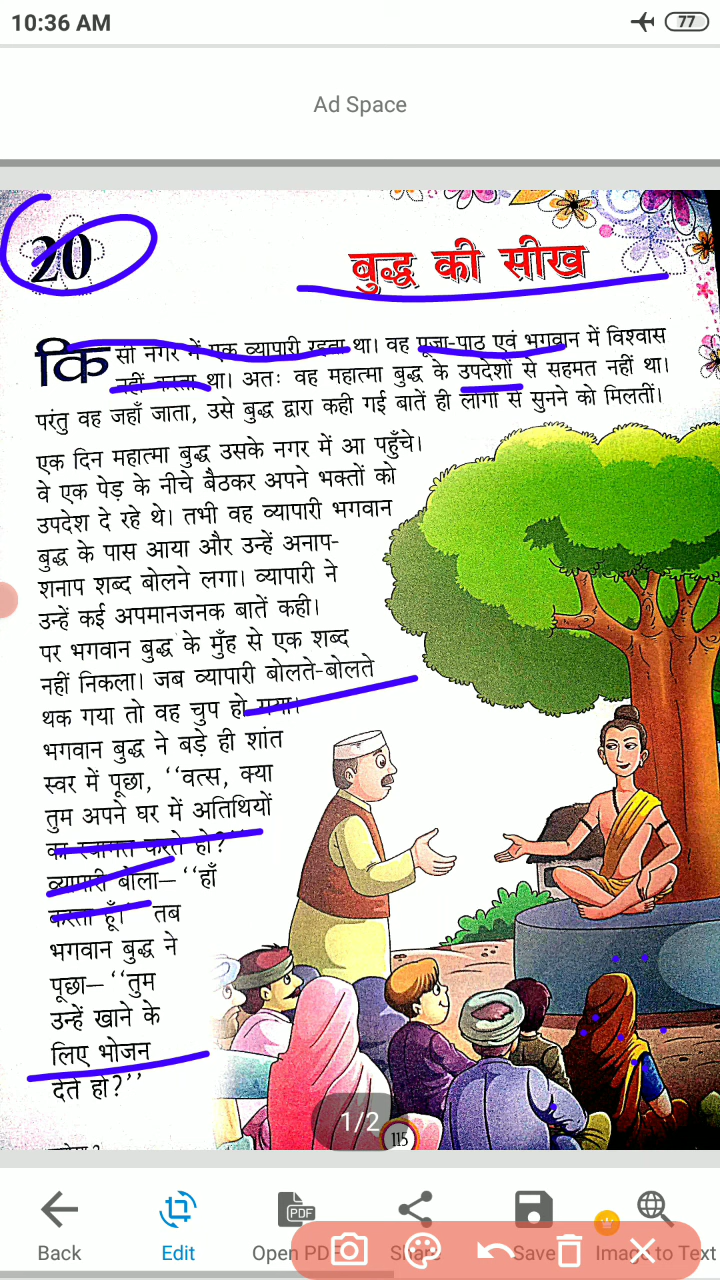 10:36 AM
77
Ad Space
20
बुद्ध की सीख
किसी नगर में एक व्यापारी रहता था। वह पूजा-पाठ एवं भगवान में विश्वास
नहीं करता था। अतः वह महात्मा बुद्ध के उपदेशों से सहमत नहीं था।
परंतु वह जहाँ जाता, उसे बुद्ध द्वारा कही गई बातें ही लोगों से सुनने को मिलतीं।
एक दिन महात्मा बुद्ध उसके नगर में आ पहुँचे।
वे एक पेड़ के नीचे बैठकर अपने भक्तों को
उपदेश दे रहे थे। तभी वह व्यापारी भगवान
बुद्ध के पास आया और उन्हें अनाप-
शनाप शब्द बोलने लगा। व्यापारी ने
उन्हें कई अपमानजनक बातें कही।
पर भगवान बुद्ध के मुँह से एक शब्द
नहीं निकला। जब व्यापारी बोलते-बोलते
थक गया तो वह चुप हो गया।
भगवान बुद्ध ने बड़े ही शांत
स्वर में पूछा, ‘‘वत्स, क्या
तुम अपने घर में अतिथियों
का स्वागत करते हो?’’
व्यापारी बोला— ‘‘हाँ
करता हूँ।’’ तब
भगवान बुद्ध ने
पूछा— ‘‘तुम
उन्हें खाने के
लिए भोजन
देते हो?’’
1/2
115
Back
Edit
Open PDF
PDF
Share
Save
Image to Text